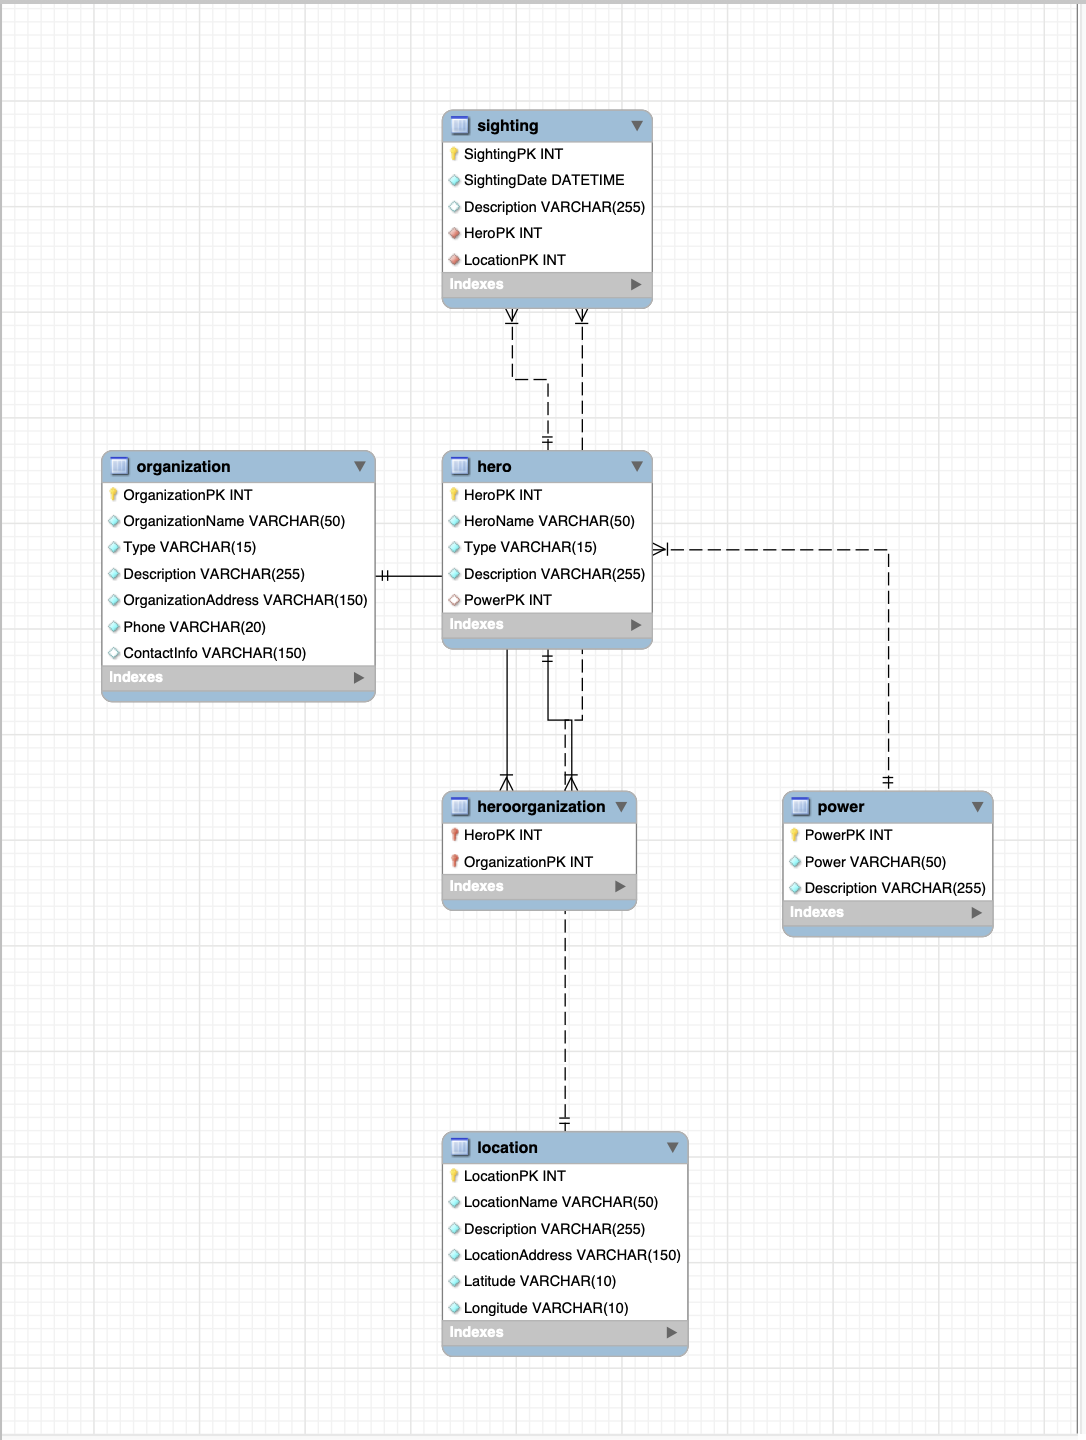 sighting
SightingPK INT
SightingDate DATETIME
Description VARCHAR(255)
HeroPK INT
LocationPK INT
Indexes
organization
OrganizationPK INT
OrganizationName VARCHAR(50)
Type VARCHAR(15)
Description VARCHAR(255)
OrganizationAddress VARCHAR(150)
Phone VARCHAR(20)
ContactInfo VARCHAR(150)
Indexes
hero
HeroPK INT
HeroName VARCHAR(50)
Type VARCHAR(15)
Description VARCHAR(255)
PowerPK INT
Indexes
heroorganization
HeroPK INT
OrganizationPK INT
Indexes
power
PowerPK INT
Power VARCHAR(50)
Description VARCHAR(255)
Indexes
location
LocationPK INT
LocationName VARCHAR(50)
Description VARCHAR(255)
LocationAddress VARCHAR(150)
Latitude VARCHAR(10)
Longitude VARCHAR(10)
Indexes